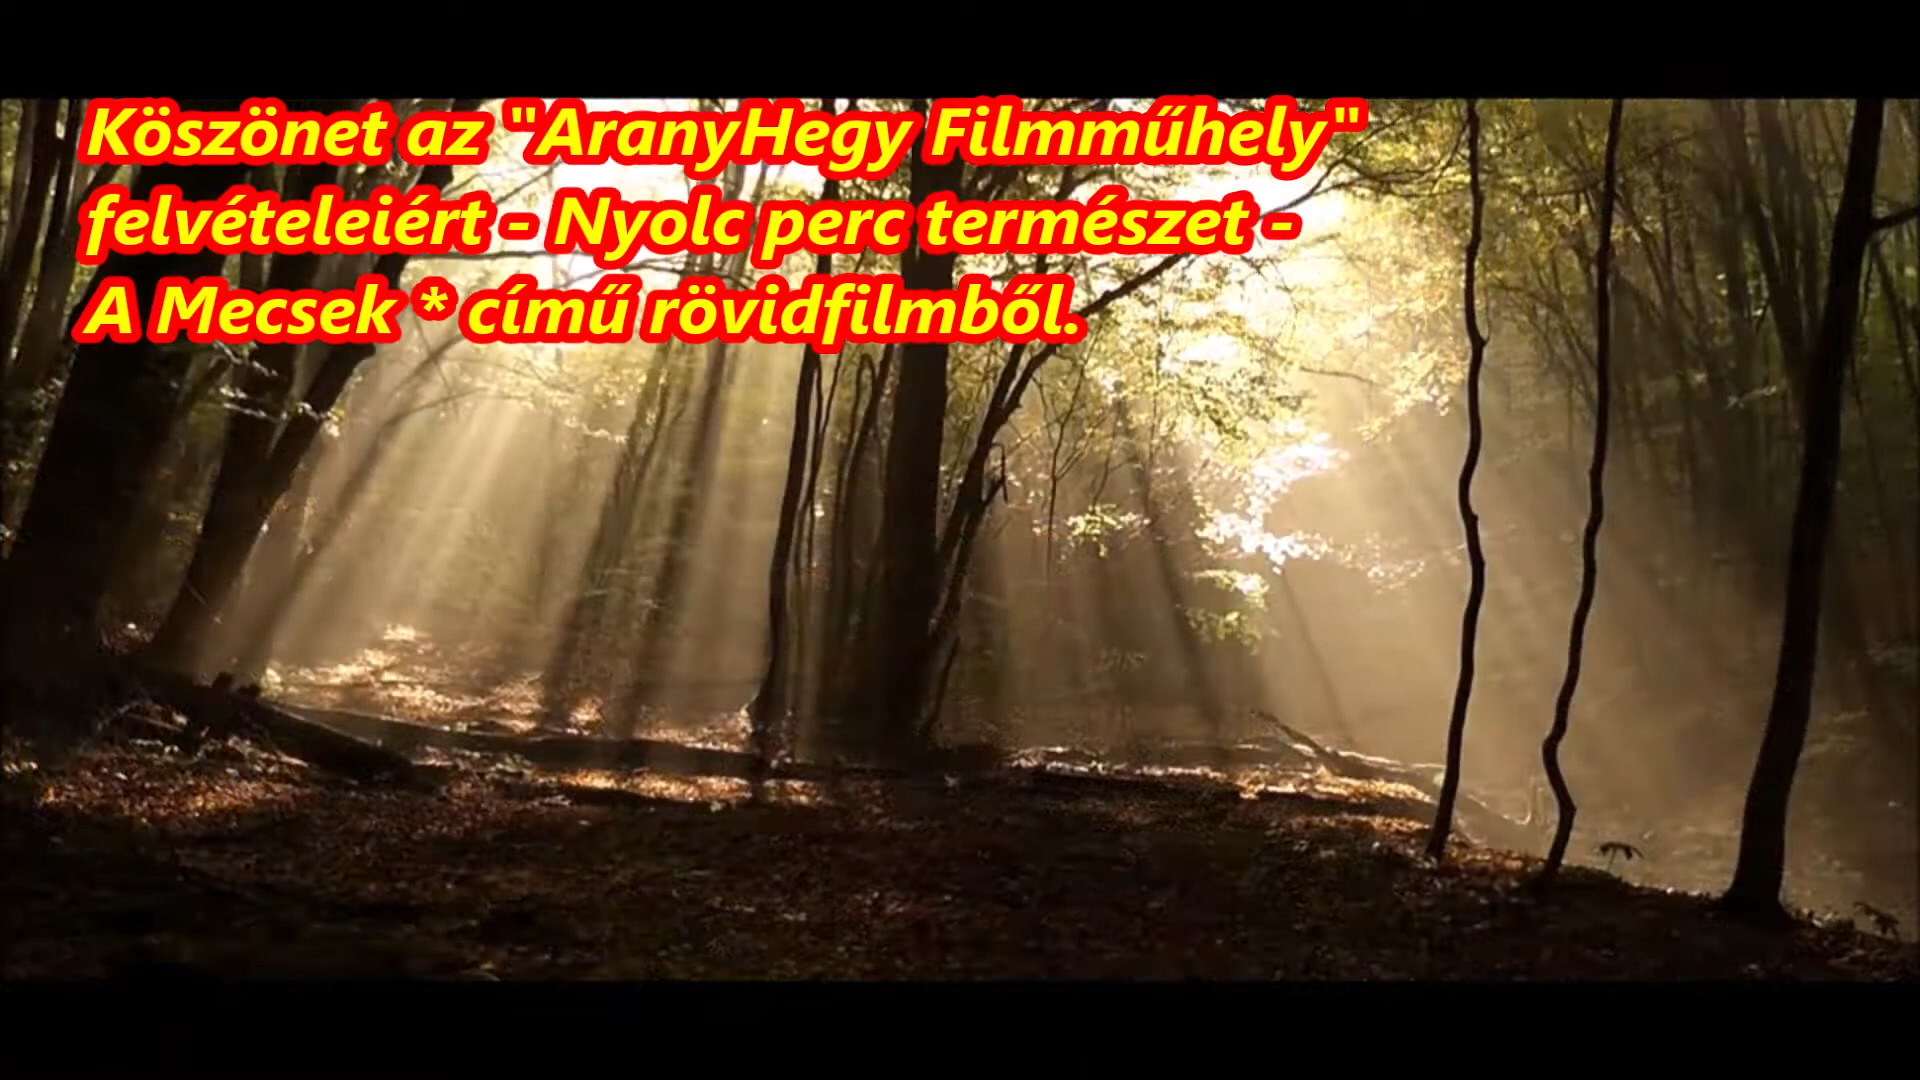 Köszönet az "AranyHegy Filmműhely"
felvételeiért - Nyolc perc természet -
A Mecsek * című rövidfilmből.